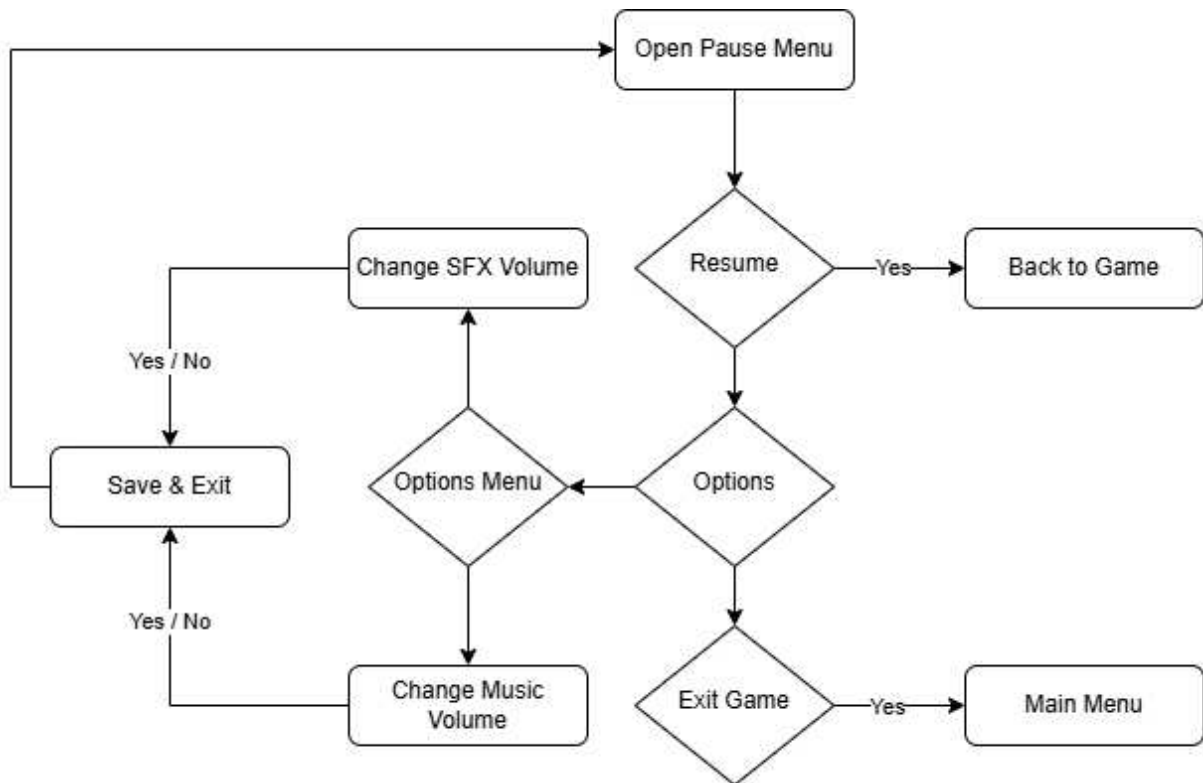 Open Pause Menu
Change SFX Volume
Resume
Yes
Back to Game
Yes / No
Save & Exit
Options Menu
Options
Yes / No
Change Music
Volume
Exit Game
Yes
Main Menu